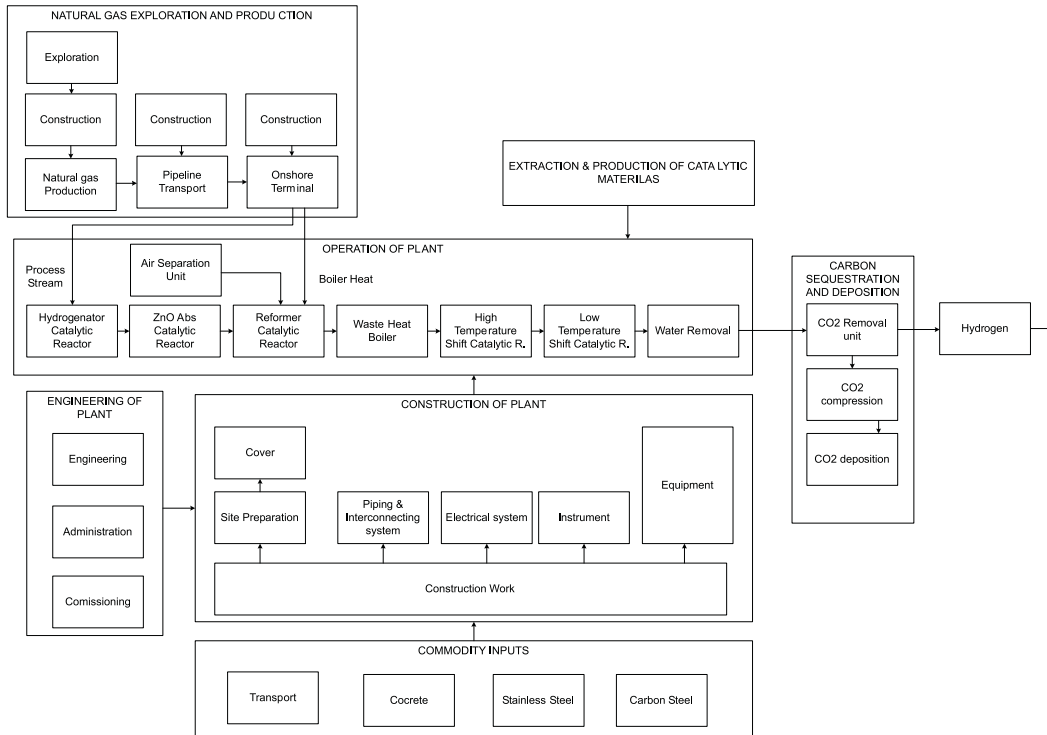 NATURAL GAS EXPLORATION AND PRODU CTION
Exploration
Construction
Construction
Construction
Natural gas
Production
Pipeline
Transport
Onshore
Terminal
EXTRACTION & PRODUCTION OF CATA LYTIC
MATERILAS
OPERATION OF PLANT
Process
Stream
Air Separation
Unit
Boiler Heat
Hydrogenator
Catalytic
Reactor
ZnO Abs
Catalytic
Reactor
Reformer
Catalytic
Reactor
Waste Heat
Boiler
High
Temperature
Shift Catalytic R.
Low
Temperature
Shift Catalytic R.
Water Removal
CARBON
SEQUESTRATION
AND DEPOSITION
CO2 Removal
unit
CO2
compression
CO2 deposition
Hydrogen
ENGINEERING OF
PLANT
Engineering
Administration
Comissioning
CONSTRUCTION OF PLANT
Cover
Site Preparation
Piping &
Interconnecting
system
Electrical system
Instrument
Equipment
Construction Work
COMMODITY INPUTS
Transport
Cocrete
Stainless Steel
Carbon Steel